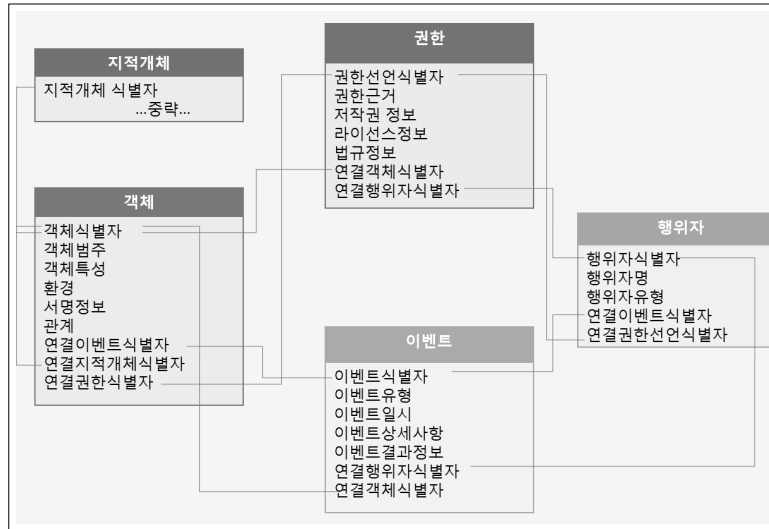 지적개체
지적개체 식별자
...중략...
권한
권한선언식별자
권한근거
저작권 정보
라이선스정보
법규정보
연결객체식별자
연결행위자식별자
객체
객체식별자
객체범주
객체특성
환경
서명정보
관계
연결이벤트식별자
연결지적개체식별자
연결권한식별자
행위자
행위자식별자
행위자명
행위자유형
연결이벤트식별자
연결권한선언식별자
이벤트
이벤트식별자
이벤트유형
이벤트일시
이벤트상세사항
이벤트결과정보
연결행위자식별자
연결객체식별자